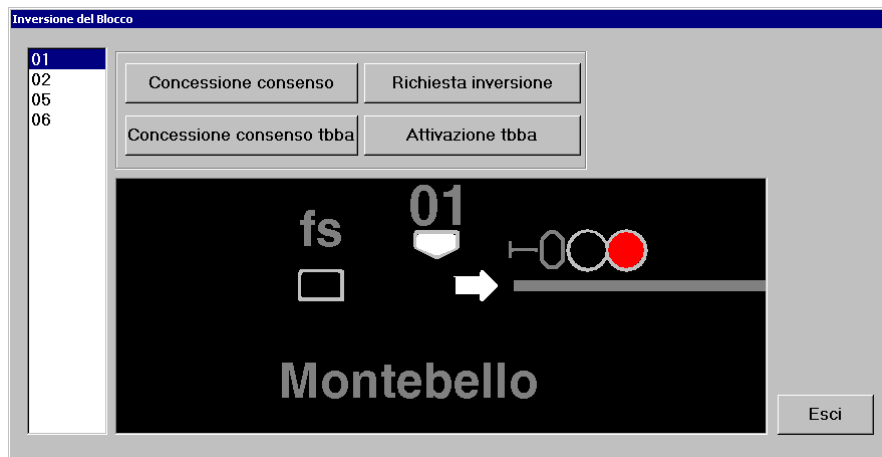 Inversione del Blocco
01
02
05
06
Concessione consenso
Richiesta inversione
Concessione consenso tbba
Attivazione tbba
01
fs
Montebello
Esci